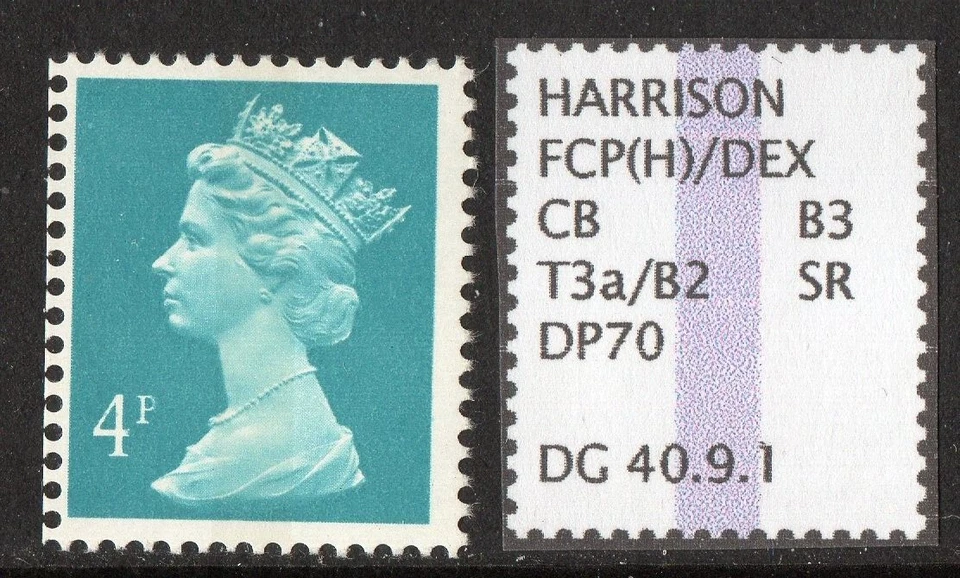 4P
HARRISON
FCP(H)/DEX
CB B3
T3a/B2 SR
DP70
DG 40.9.1